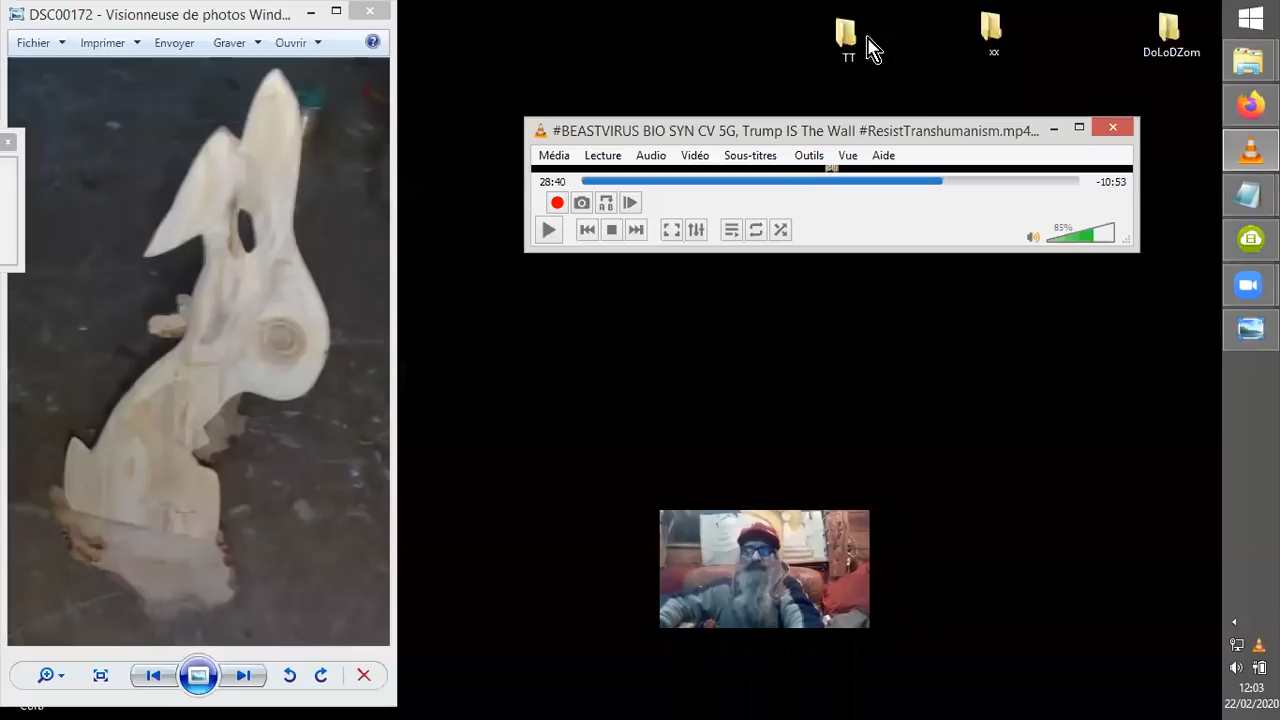 DSC00172 - Visionneuse de photos Wind...
Fichier Imprimer Envoyer Graver Ouvrir
TT
xx
DoLoDZom
#BEASTVIRUS BIO SYN CV 5G, Trump IS The Wall #ResistTranshumanism.mp4...
Média Lecture Audio Vidéo Sous-titres Outils Vue Aide
28:40 -10:53
85%
12:03
22/02/2020